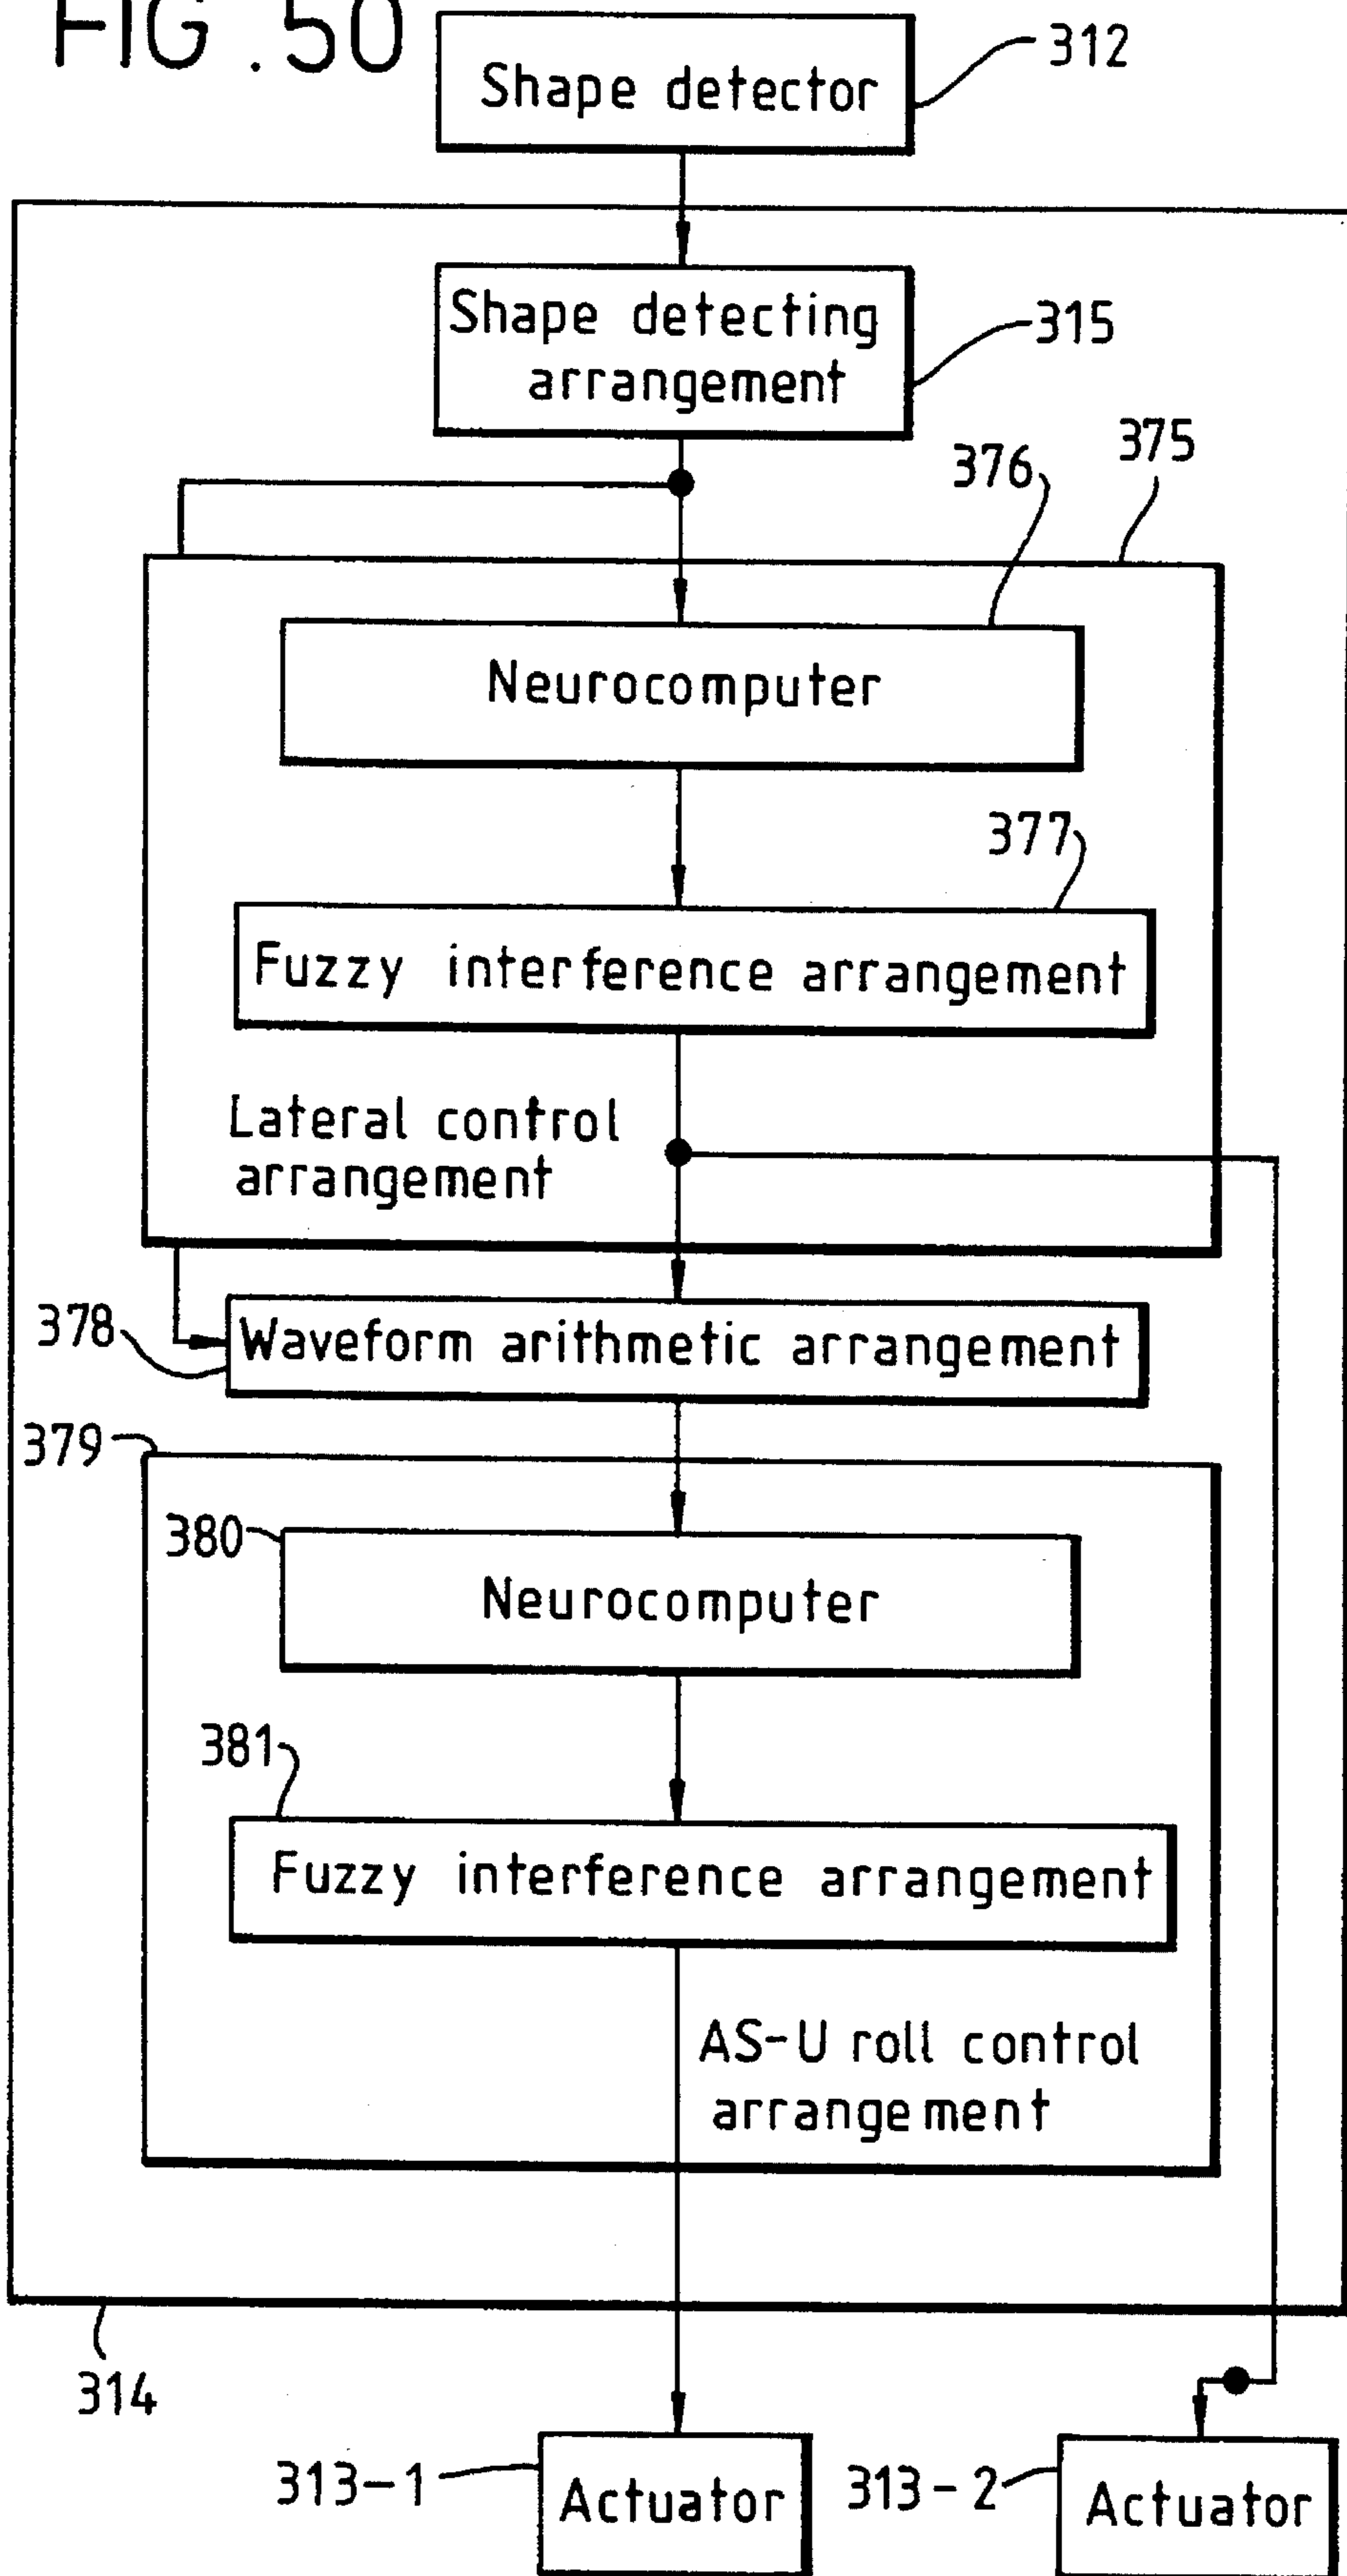 FIG. 50
Shape detector
312
Shape detecting
arrangement
315
375
376
Neurocomputer
377
Fuzzy interference arrangement
Lateral control
arrangement
378
Waveform arithmetic arrangement
379
380
Neurocomputer
381
Fuzzy interference arrangement
AS-U roll control
arrangement
314
313-1
Actuator
313-2
Actuator